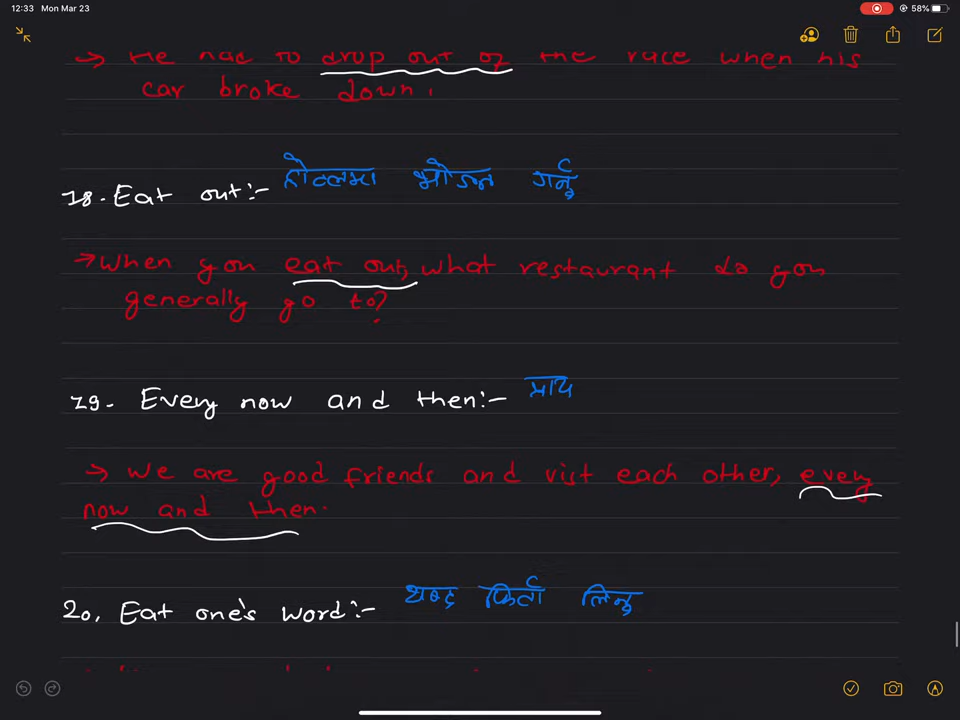 12:33 Mon Mar 23
58%
→ He had to drop out of the race when his
car broke down.
18. Eat out:- होटलमा भोजन गर्नु
→ When you eat out, what restaurant do you
generally go to?
19. Every now and then:- प्राय
→ We are good friends and vist each other, every
now and then.
20. Eat one's word:- शब्द फिर्ता लिनु